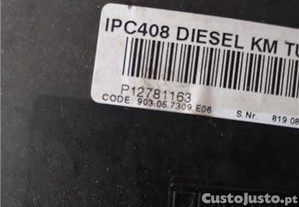 IPC408 DIESEL KM
P12781163
CODE: 903.05.7309.E06
S.Nr. 819 08
CustoJusto.pt